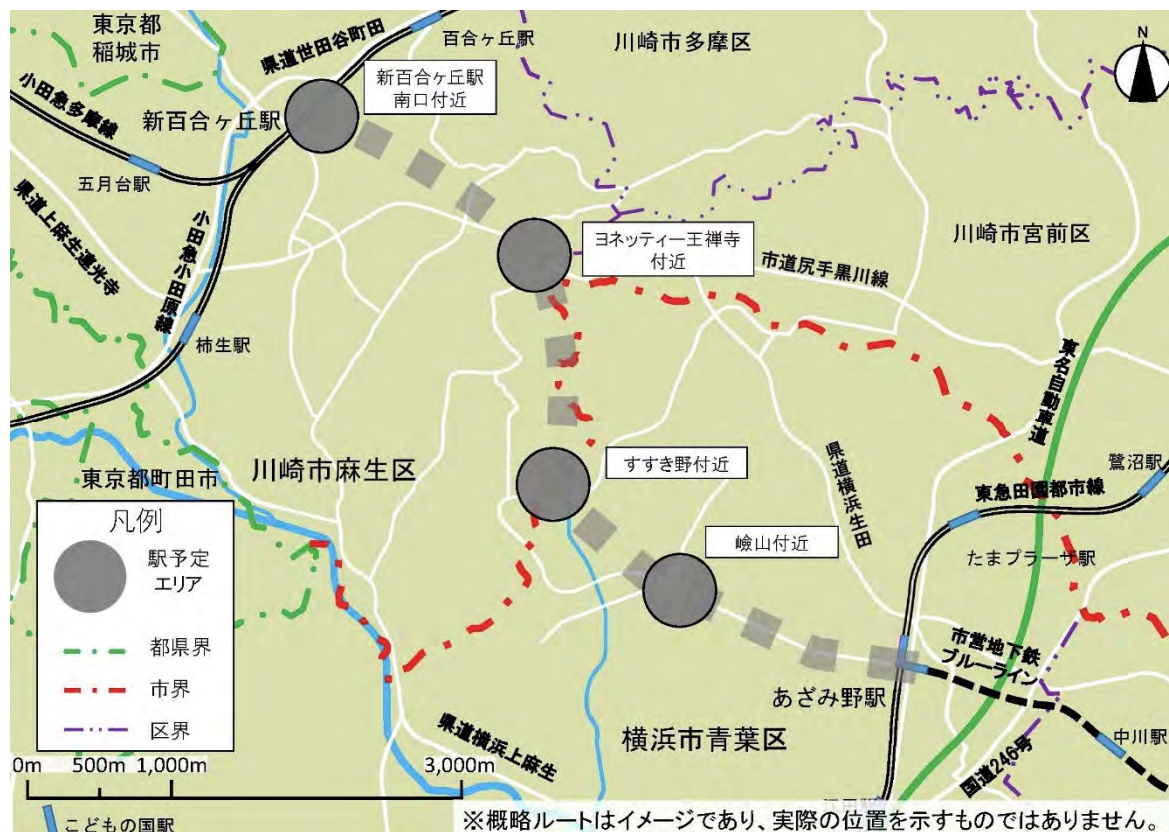 東京都
稲城市
県道世田谷町田
百合ヶ丘駅
川崎市多摩区
N
小田急多摩線
新百合ヶ丘駅
新百合ヶ丘駅
南口付近
五月台駅
県道上麻生連光寺
小田急小田原線
ヨネッティー王禅寺
付近
川崎市宮前区
市道尻手黒川線
柿生駅
東名自動車道
川崎市麻生区
すすき野付近
県道横浜生田
鷺沼駅
東急田園都市線
東京都町田市
凡例
駅予定
エリア
都県界
市界
区界
嶮山付近
たまプラーザ駅
市営地下鉄
ブルーライン
あざみ野駅
横浜市青葉区
中川駅
県道横浜上麻生
国道246号
0m
500m
1,000m
3,000m
こどもの国駅
※概略ルートはイメージであり、実際の位置を示すものではありません。